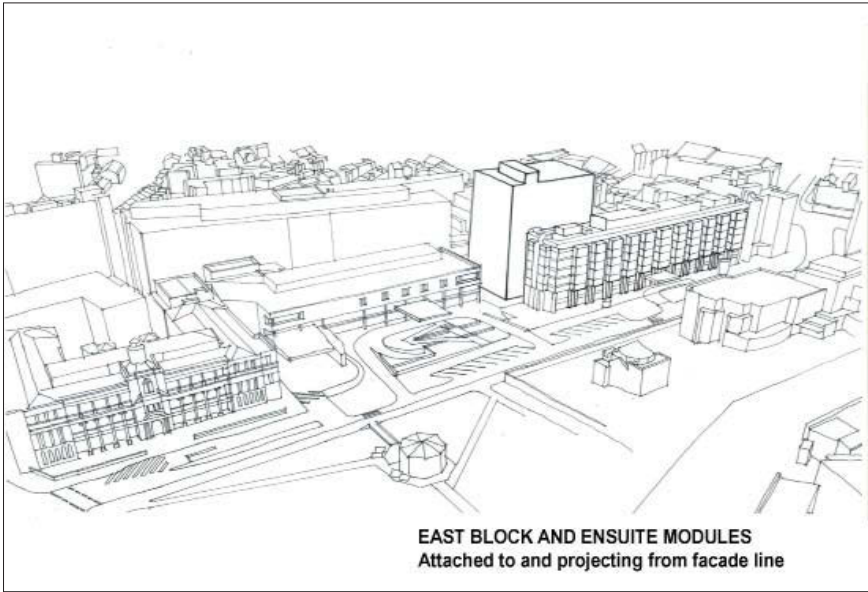 EAST BLOCK AND ENSUITE MODULES
Attached to and projecting from facade line